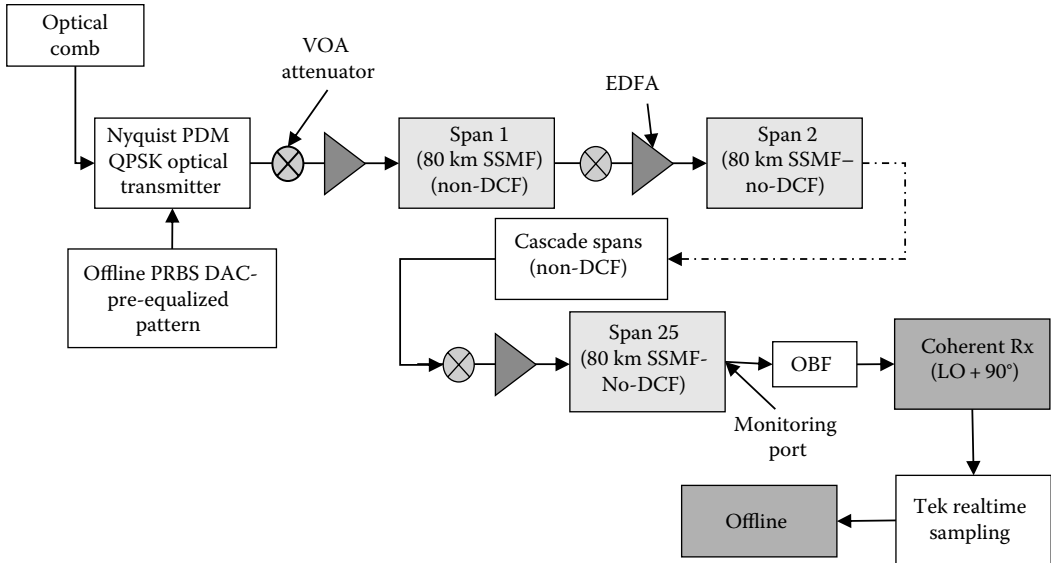 Optical
comb
VOA
attenuator
EDFA
Nyquist PDM
QPSK optical
transmitter
Span 1
(80 km SSMF)
(non-DCF)
Span 2
(80 km SSMF–
no-DCF)
Offline PRBS DAC-
pre-equalized
pattern
Cascade spans
(non-DCF)
Span 25
(80 km SSMF-
No-DCF)
OBF
Coherent Rx
(LO + 90°)
Monitoring
port
Offline
Tek realtime
sampling